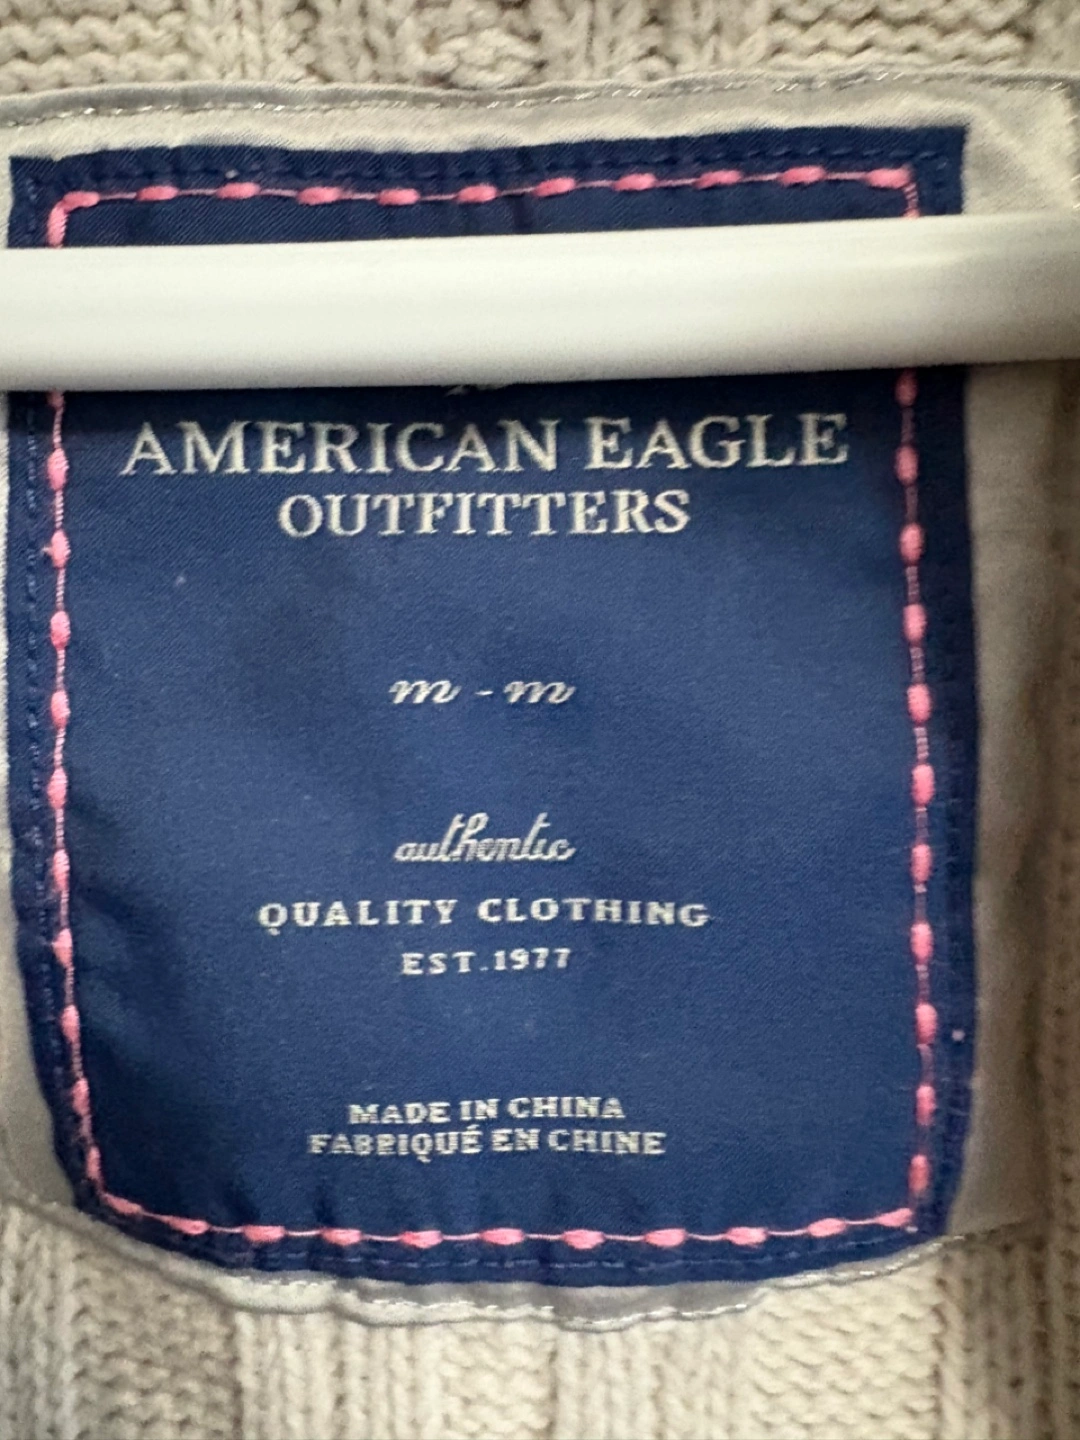 AMERICAN EAGLE
OUTFITTERS
m - m
authentic
QUALITY CLOTHING
EST. 1977
MADE IN CHINA
FABRIQUÉ EN CHINE